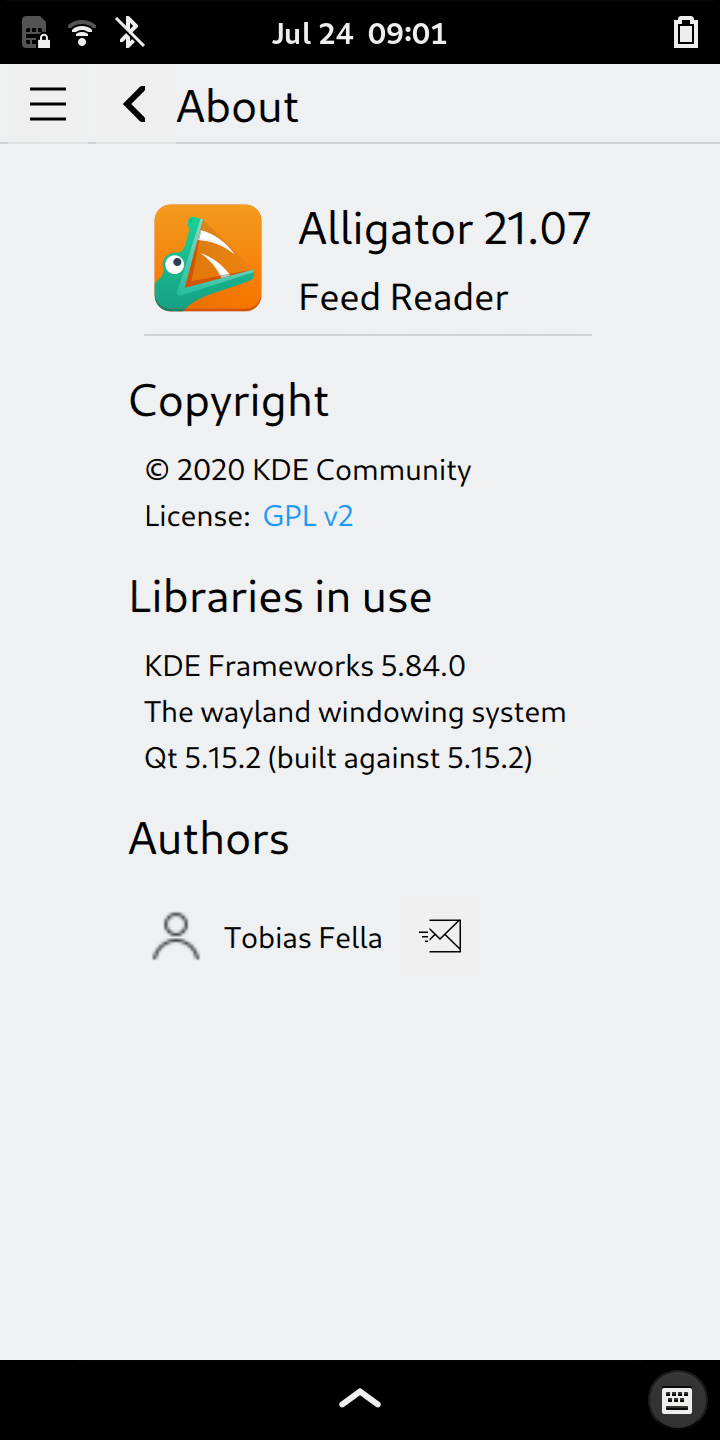 Jul 24 09:01
About
Alligator 21.07
Feed Reader
Copyright
© 2020 KDE Community
License: GPL v2
Libraries in use
KDE Frameworks 5.84.0
The wayland windowing system
Qt 5.15.2 (built against 5.15.2)
Authors
Tobias Fella